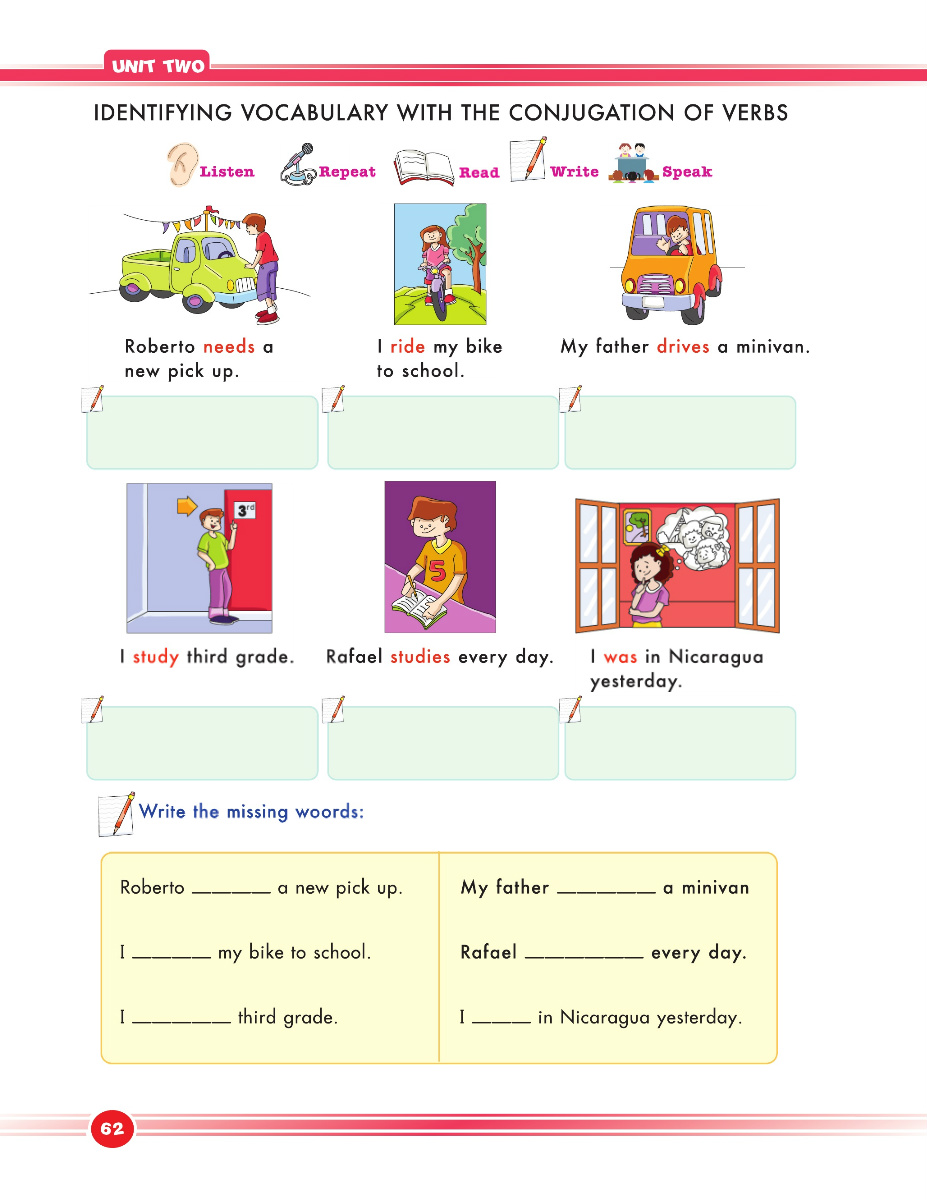 UNIT TWO
IDENTIFYING VOCABULARY WITH THE CONJUGATION OF VERBS
Listen Repeat Read Write Speak
Roberto needs a
new pick up.
I ride my bike
to school.
My father drives a minivan.
3rd
5
I study third grade.
Rafael studies every day.
I was in Nicaragua
yesterday.
Write the missing woords:
Roberto ________ a new pick up.
I ________ my bike to school.
I __________ third grade.
My father __________ a minivan
Rafael ____________ every day.
I ______ in Nicaragua yesterday.
62